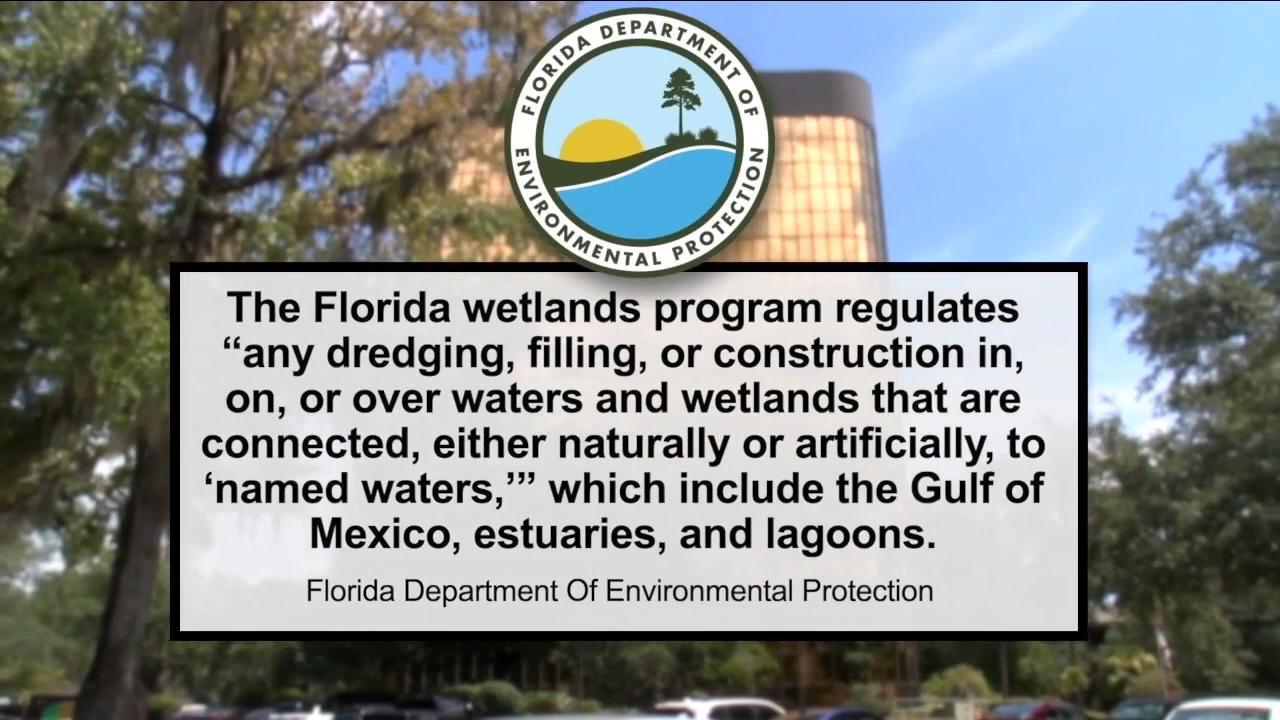 FLORIDA DEPARTMENT OF
ENVIRONMENTAL PROTECTION
The Florida wetlands program regulates
“any dredging, filling, or construction in,
on, or over waters and wetlands that are
connected, either naturally or artificially, to
‘named waters,’” which include the Gulf of
Mexico, estuaries, and lagoons.
Florida Department Of Environmental Protection